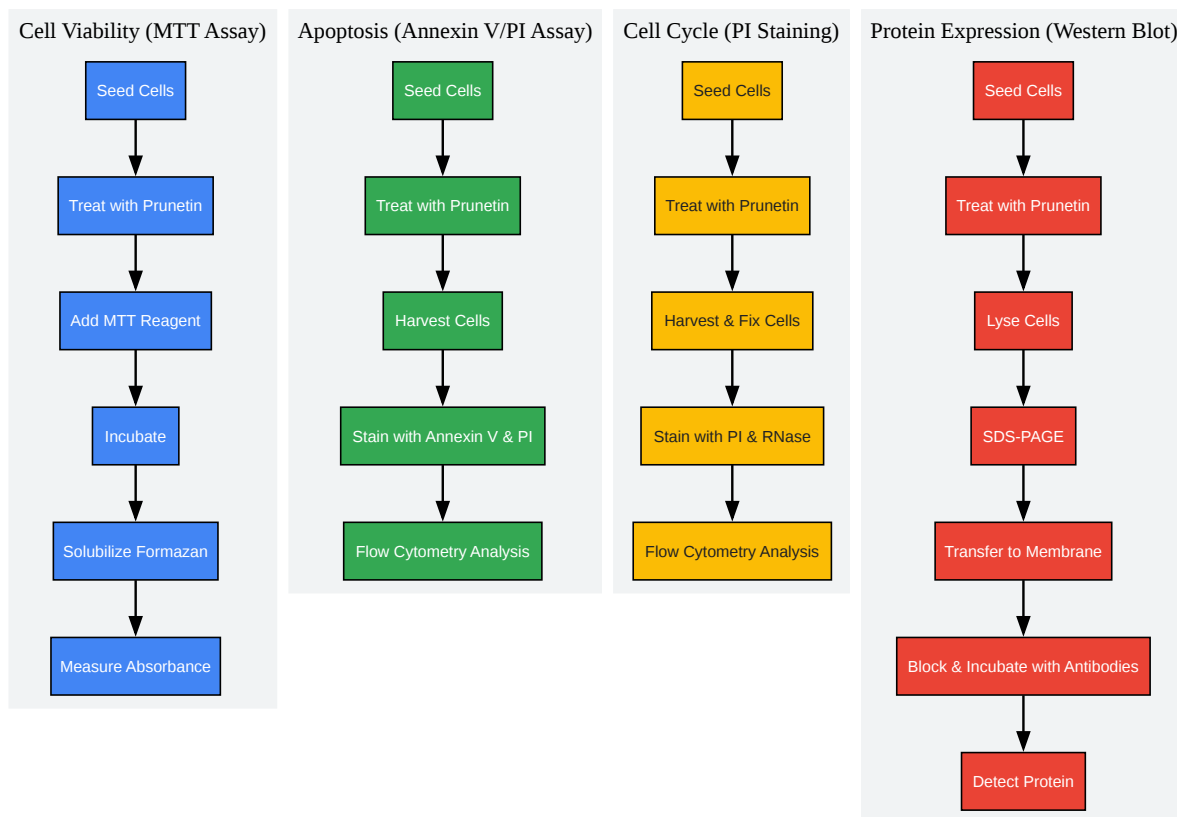 Cell Viability (MTT Assay)
Seed Cells
Treat with Prunetin
Add MTT Reagent
Incubate
Solubilize Formazan
Measure Absorbance
Apoptosis (Annexin V/PI Assay)
Seed Cells
Treat with Prunetin
Harvest Cells
Stain with Annexin V & PI
Flow Cytometry Analysis
Cell Cycle (PI Staining)
Seed Cells
Treat with Prunetin
Harvest & Fix Cells
Stain with PI & RNase
Flow Cytometry Analysis
Protein Expression (Western Blot)
Seed Cells
Treat with Prunetin
Lyse Cells
SDS-PAGE
Transfer to Membrane
Block & Incubate with Antibodies
Detect Protein